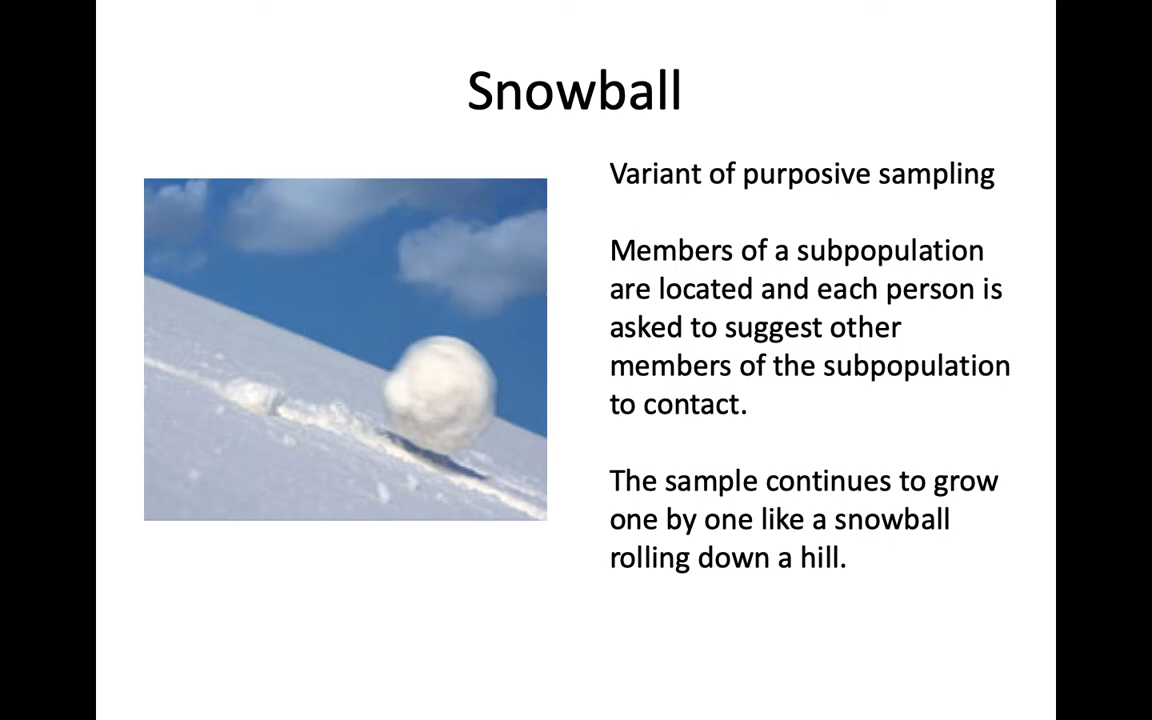 Snowball
Variant of purposive sampling
Members of a subpopulation
are located and each person is
asked to suggest other
members of the subpopulation
to contact.
The sample continues to grow
one by one like a snowball
rolling down a hill.